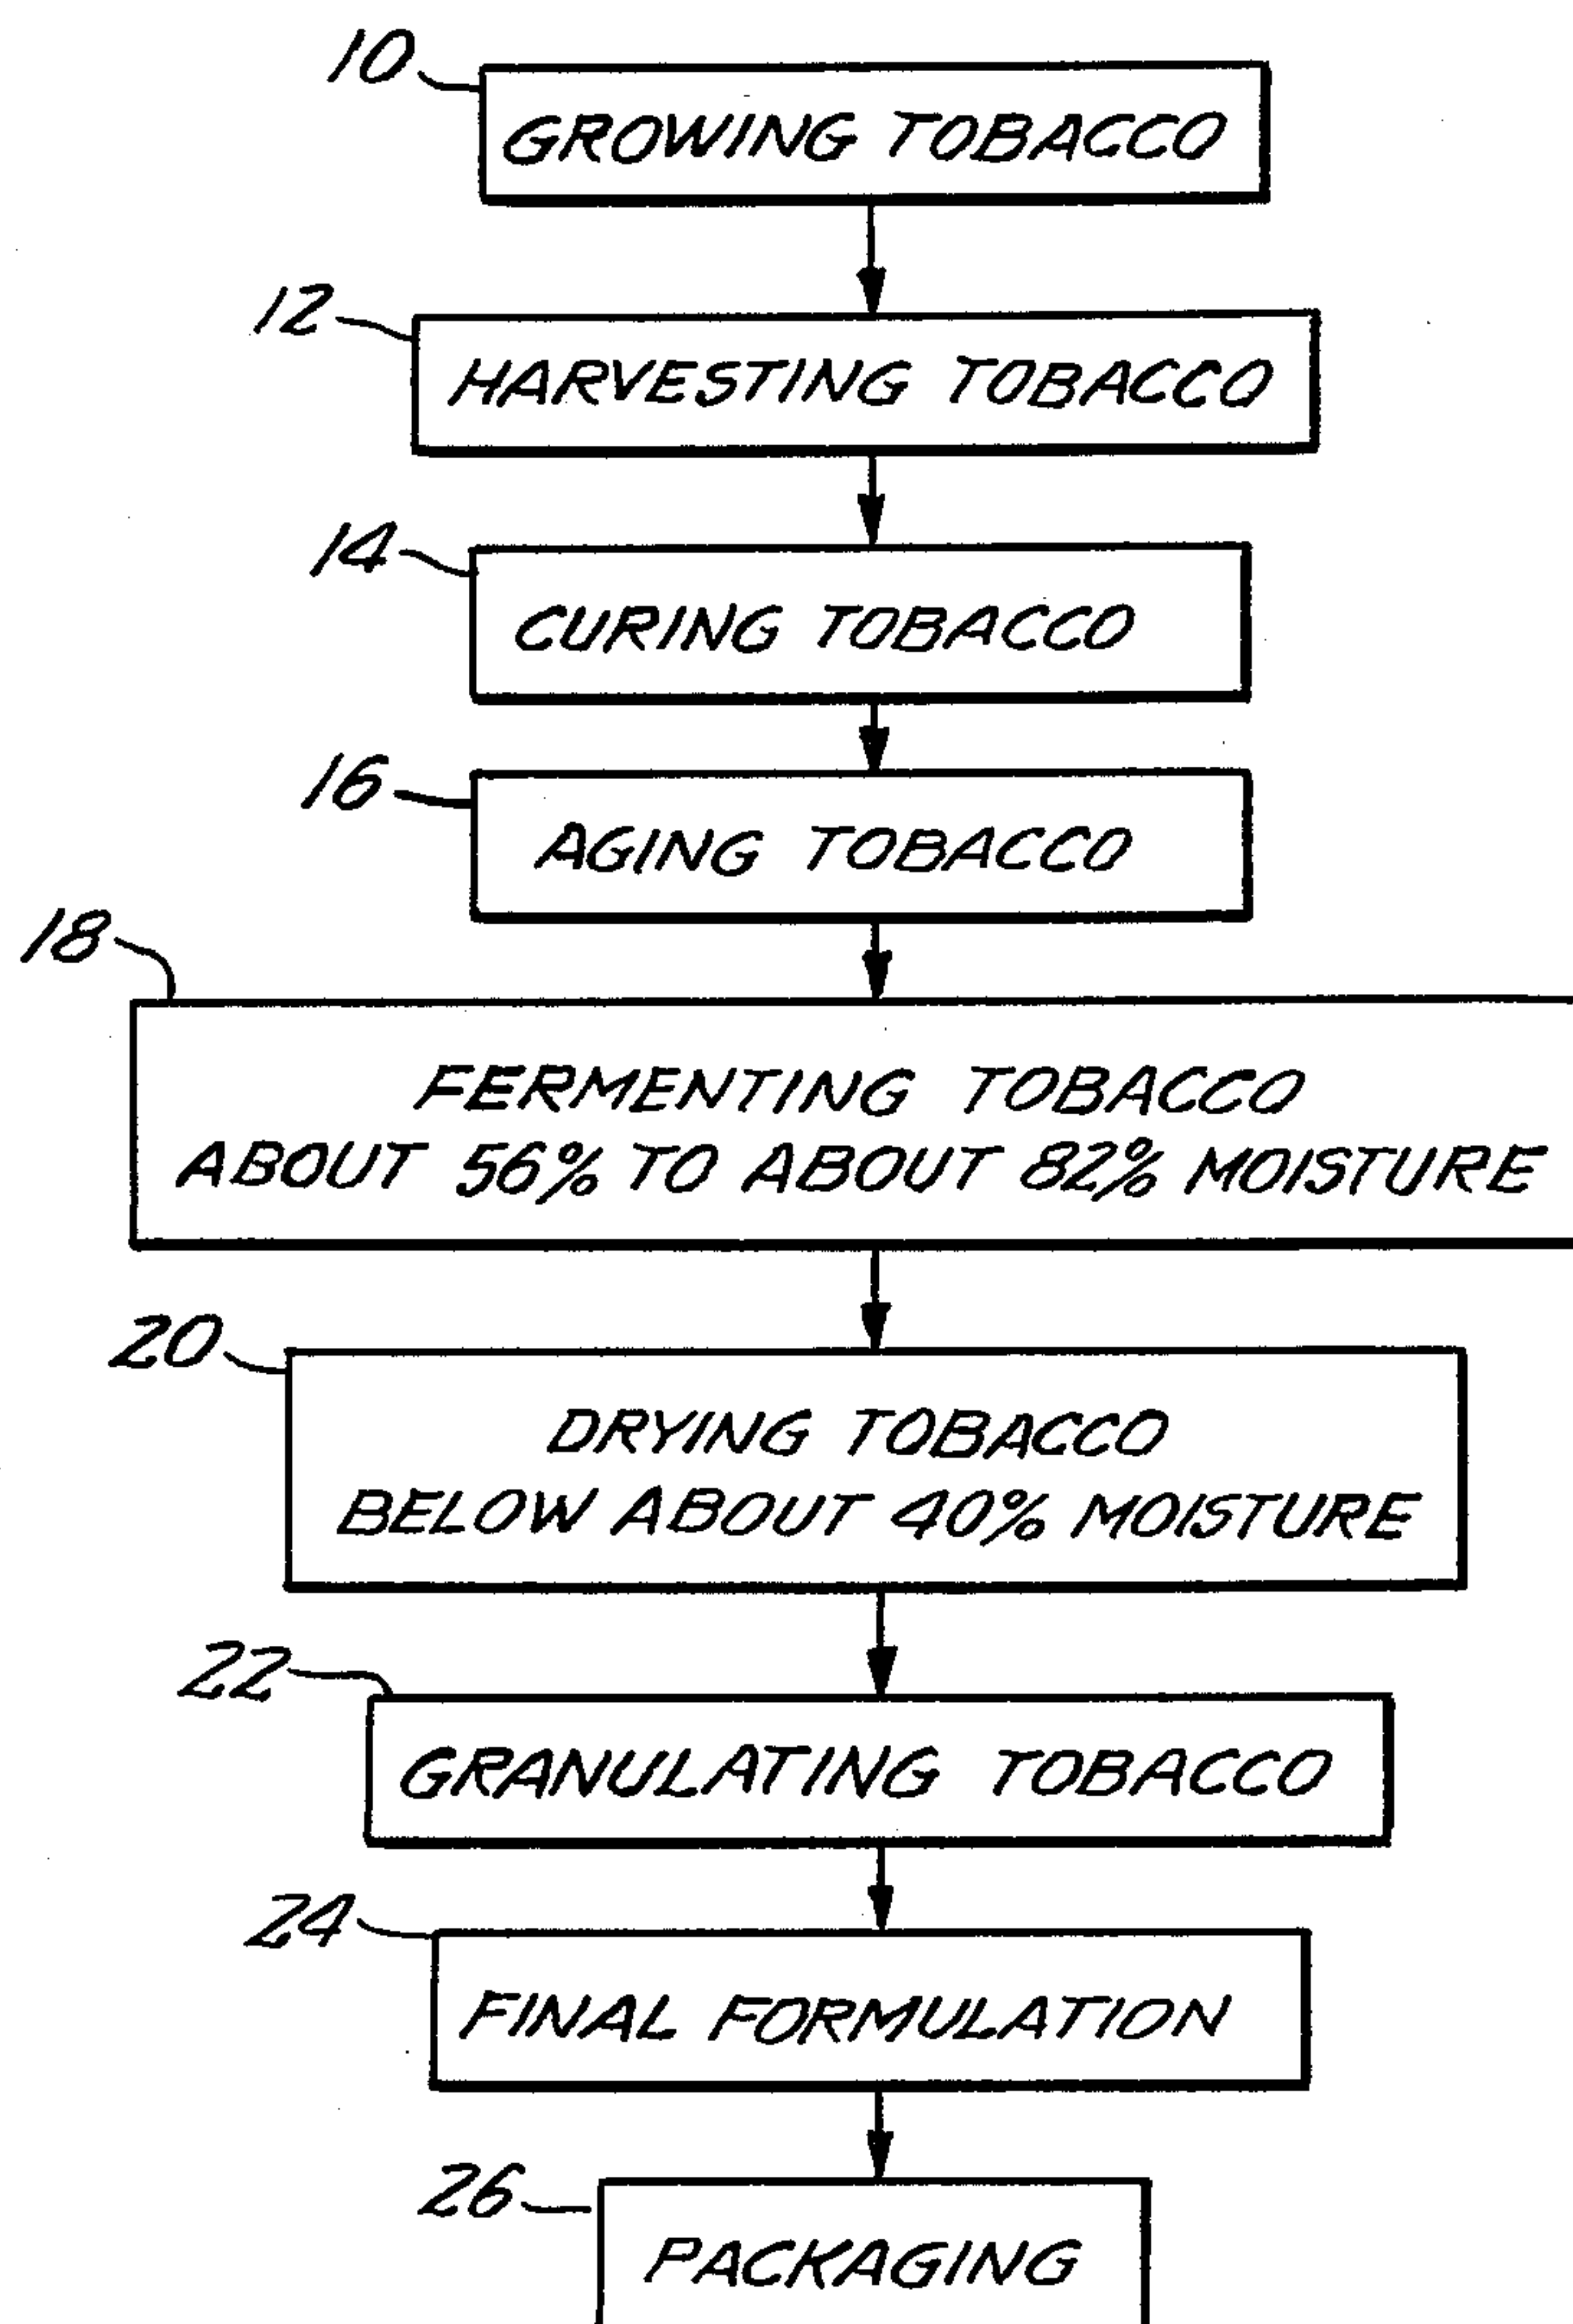 10
GROWING TOBACCO
12
HARVESTING TOBACCO
14
CURING TOBACCO
16
AGING TOBACCO
18
FERMENTING TOBACCO
ABOUT 56% TO ABOUT 82% MOISTURE
20
DRYING TOBACCO
BELOW ABOUT 40% MOISTURE
22
GRANULATING TOBACCO
24
FINAL FORMULATION
26
PACKAGING